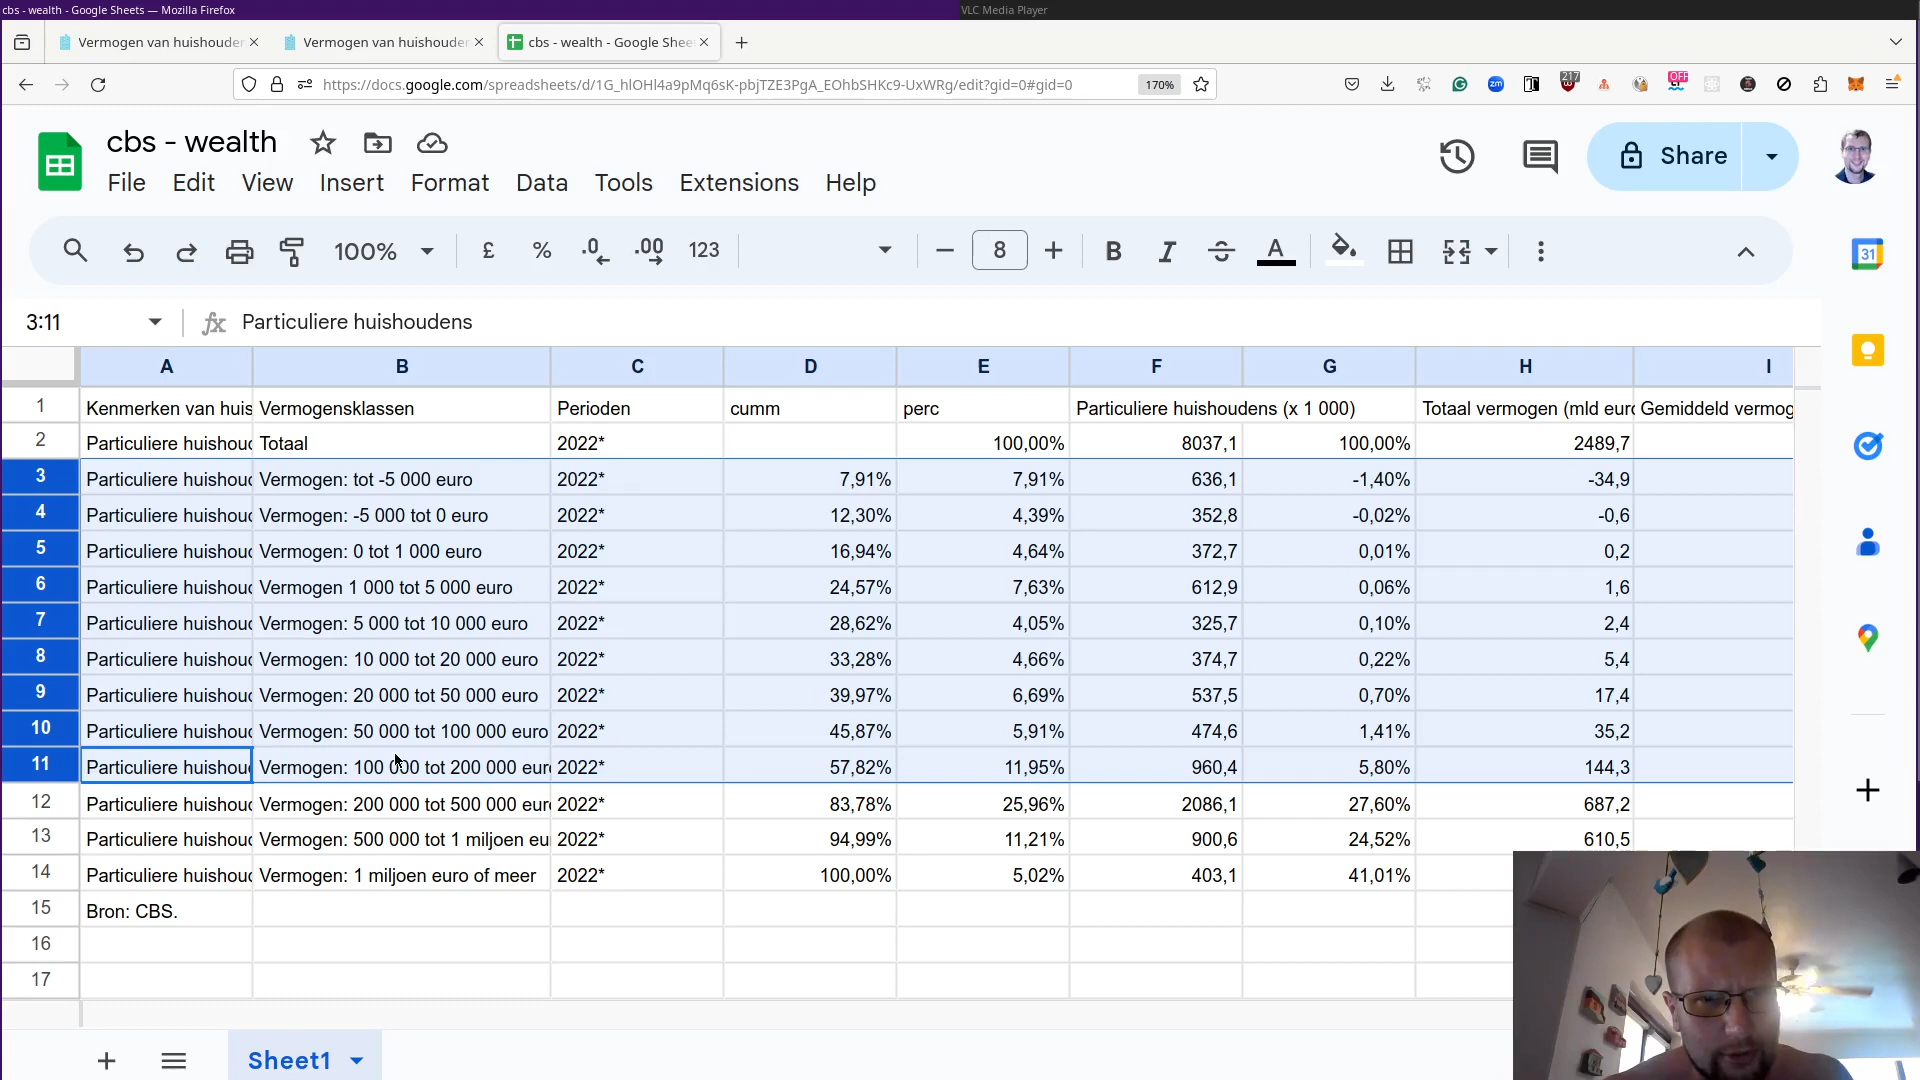 cbs - wealth - Google Sheets — Mozilla Firefox
VLC Media Player
Vermogen van huishouder
Vermogen van huishouder
cbs - wealth - Google Shee
https://docs.google.com/spreadsheets/d/1G_hlOHl4a9pMq6sK-pbjTZE3PgA_EOhbSHKc9-UxWRg/edit?gid=0#gid=0
170%
217
OFF
cbs - wealth
Share
File Edit View Insert Format Data Tools Extensions Help
100% £ % .0 .00 123 8 B I S A
31
3:11 fx Particuliere huishoudens
A B C D E F G H I
1 Kenmerken van huis Vermogensklassen Perioden cumm perc Particuliere huishoudens (x 1 000) Totaal vermogen (mld euro Gemiddeld vermog
2 Particuliere huishoud Totaal 2022* 100,00% 8037,1 100,00% 2489,7
3 Particuliere huishoud Vermogen: tot -5 000 euro 2022* 7,91% 7,91% 636,1 -1,40% -34,9
4 Particuliere huishoud Vermogen: -5 000 tot 0 euro 2022* 12,30% 4,39% 352,8 -0,02% -0,6
5 Particuliere huishoud Vermogen: 0 tot 1 000 euro 2022* 16,94% 4,64% 372,7 0,01% 0,2
6 Particuliere huishoud Vermogen 1 000 tot 5 000 euro 2022* 24,57% 7,63% 612,9 0,06% 1,6
7 Particuliere huishoud Vermogen: 5 000 tot 10 000 euro 2022* 28,62% 4,05% 325,7 0,10% 2,4
8 Particuliere huishoud Vermogen: 10 000 tot 20 000 euro 2022* 33,28% 4,66% 374,7 0,22% 5,4
9 Particuliere huishoud Vermogen: 20 000 tot 50 000 euro 2022* 39,97% 6,69% 537,5 0,70% 17,4
10 Particuliere huishoud Vermogen: 50 000 tot 100 000 euro 2022* 45,87% 5,91% 474,6 1,41% 35,2
11 Particuliere huishoud Vermogen: 100 000 tot 200 000 euro 2022* 57,82% 11,95% 960,4 5,80% 144,3
12 Particuliere huishoud Vermogen: 200 000 tot 500 000 euro 2022* 83,78% 25,96% 2086,1 27,60% 687,2
13 Particuliere huishoud Vermogen: 500 000 tot 1 miljoen eu 2022* 94,99% 11,21% 900,6 24,52% 610,5
14 Particuliere huishoud Vermogen: 1 miljoen euro of meer 2022* 100,00% 5,02% 403,1 41,01%
15 Bron: CBS.
16
17
Sheet1